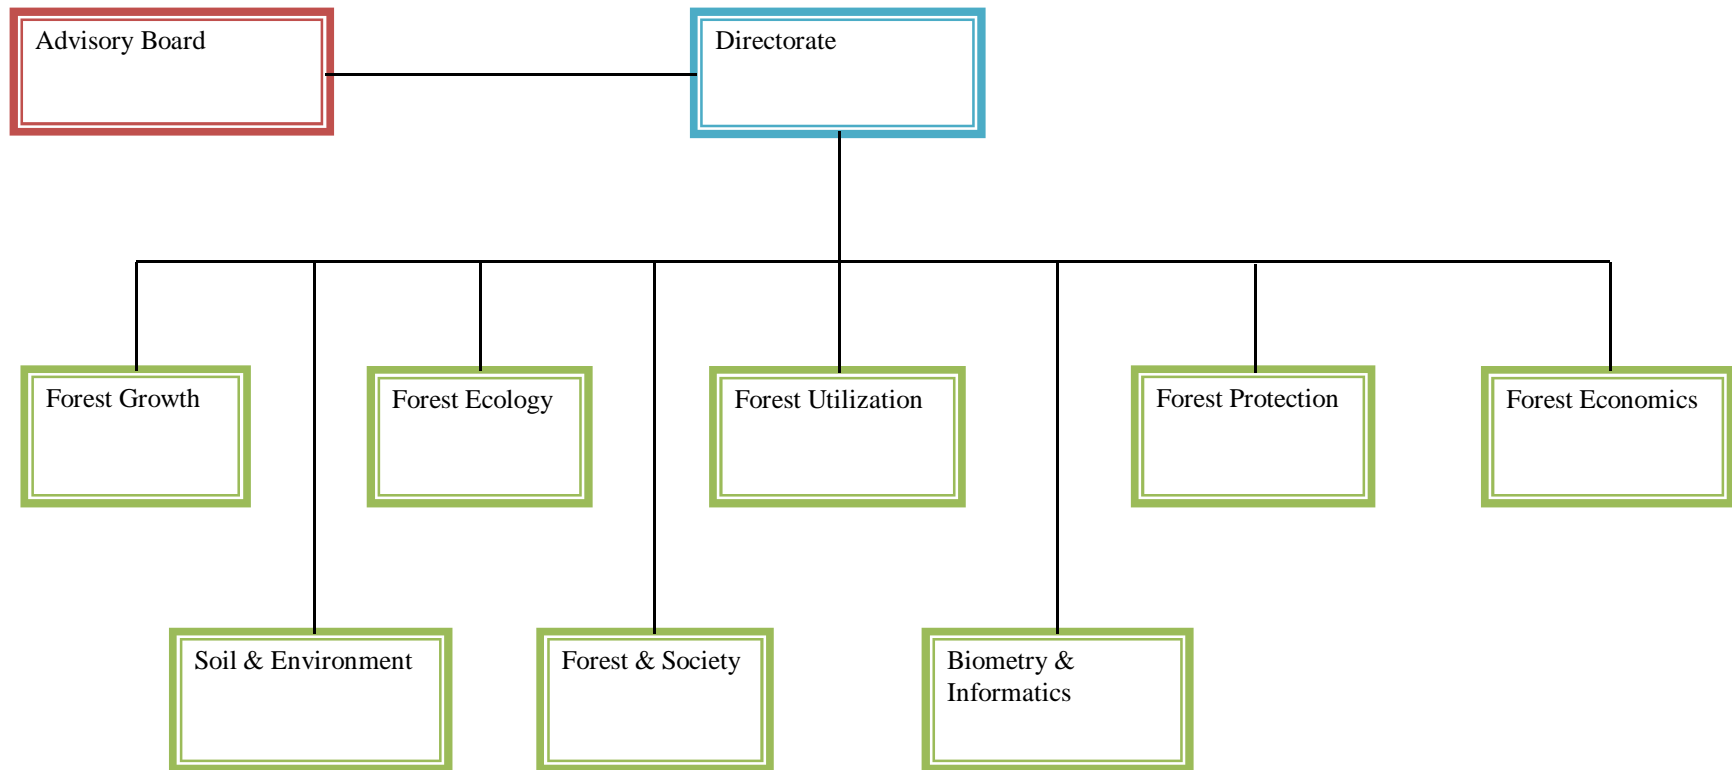 Advisory Board
Directorate
Forest Growth
Forest Ecology
Forest Utilization
Forest Protection
Forest Economics
Soil & Environment
Forest & Society
Biometry &
Informatics